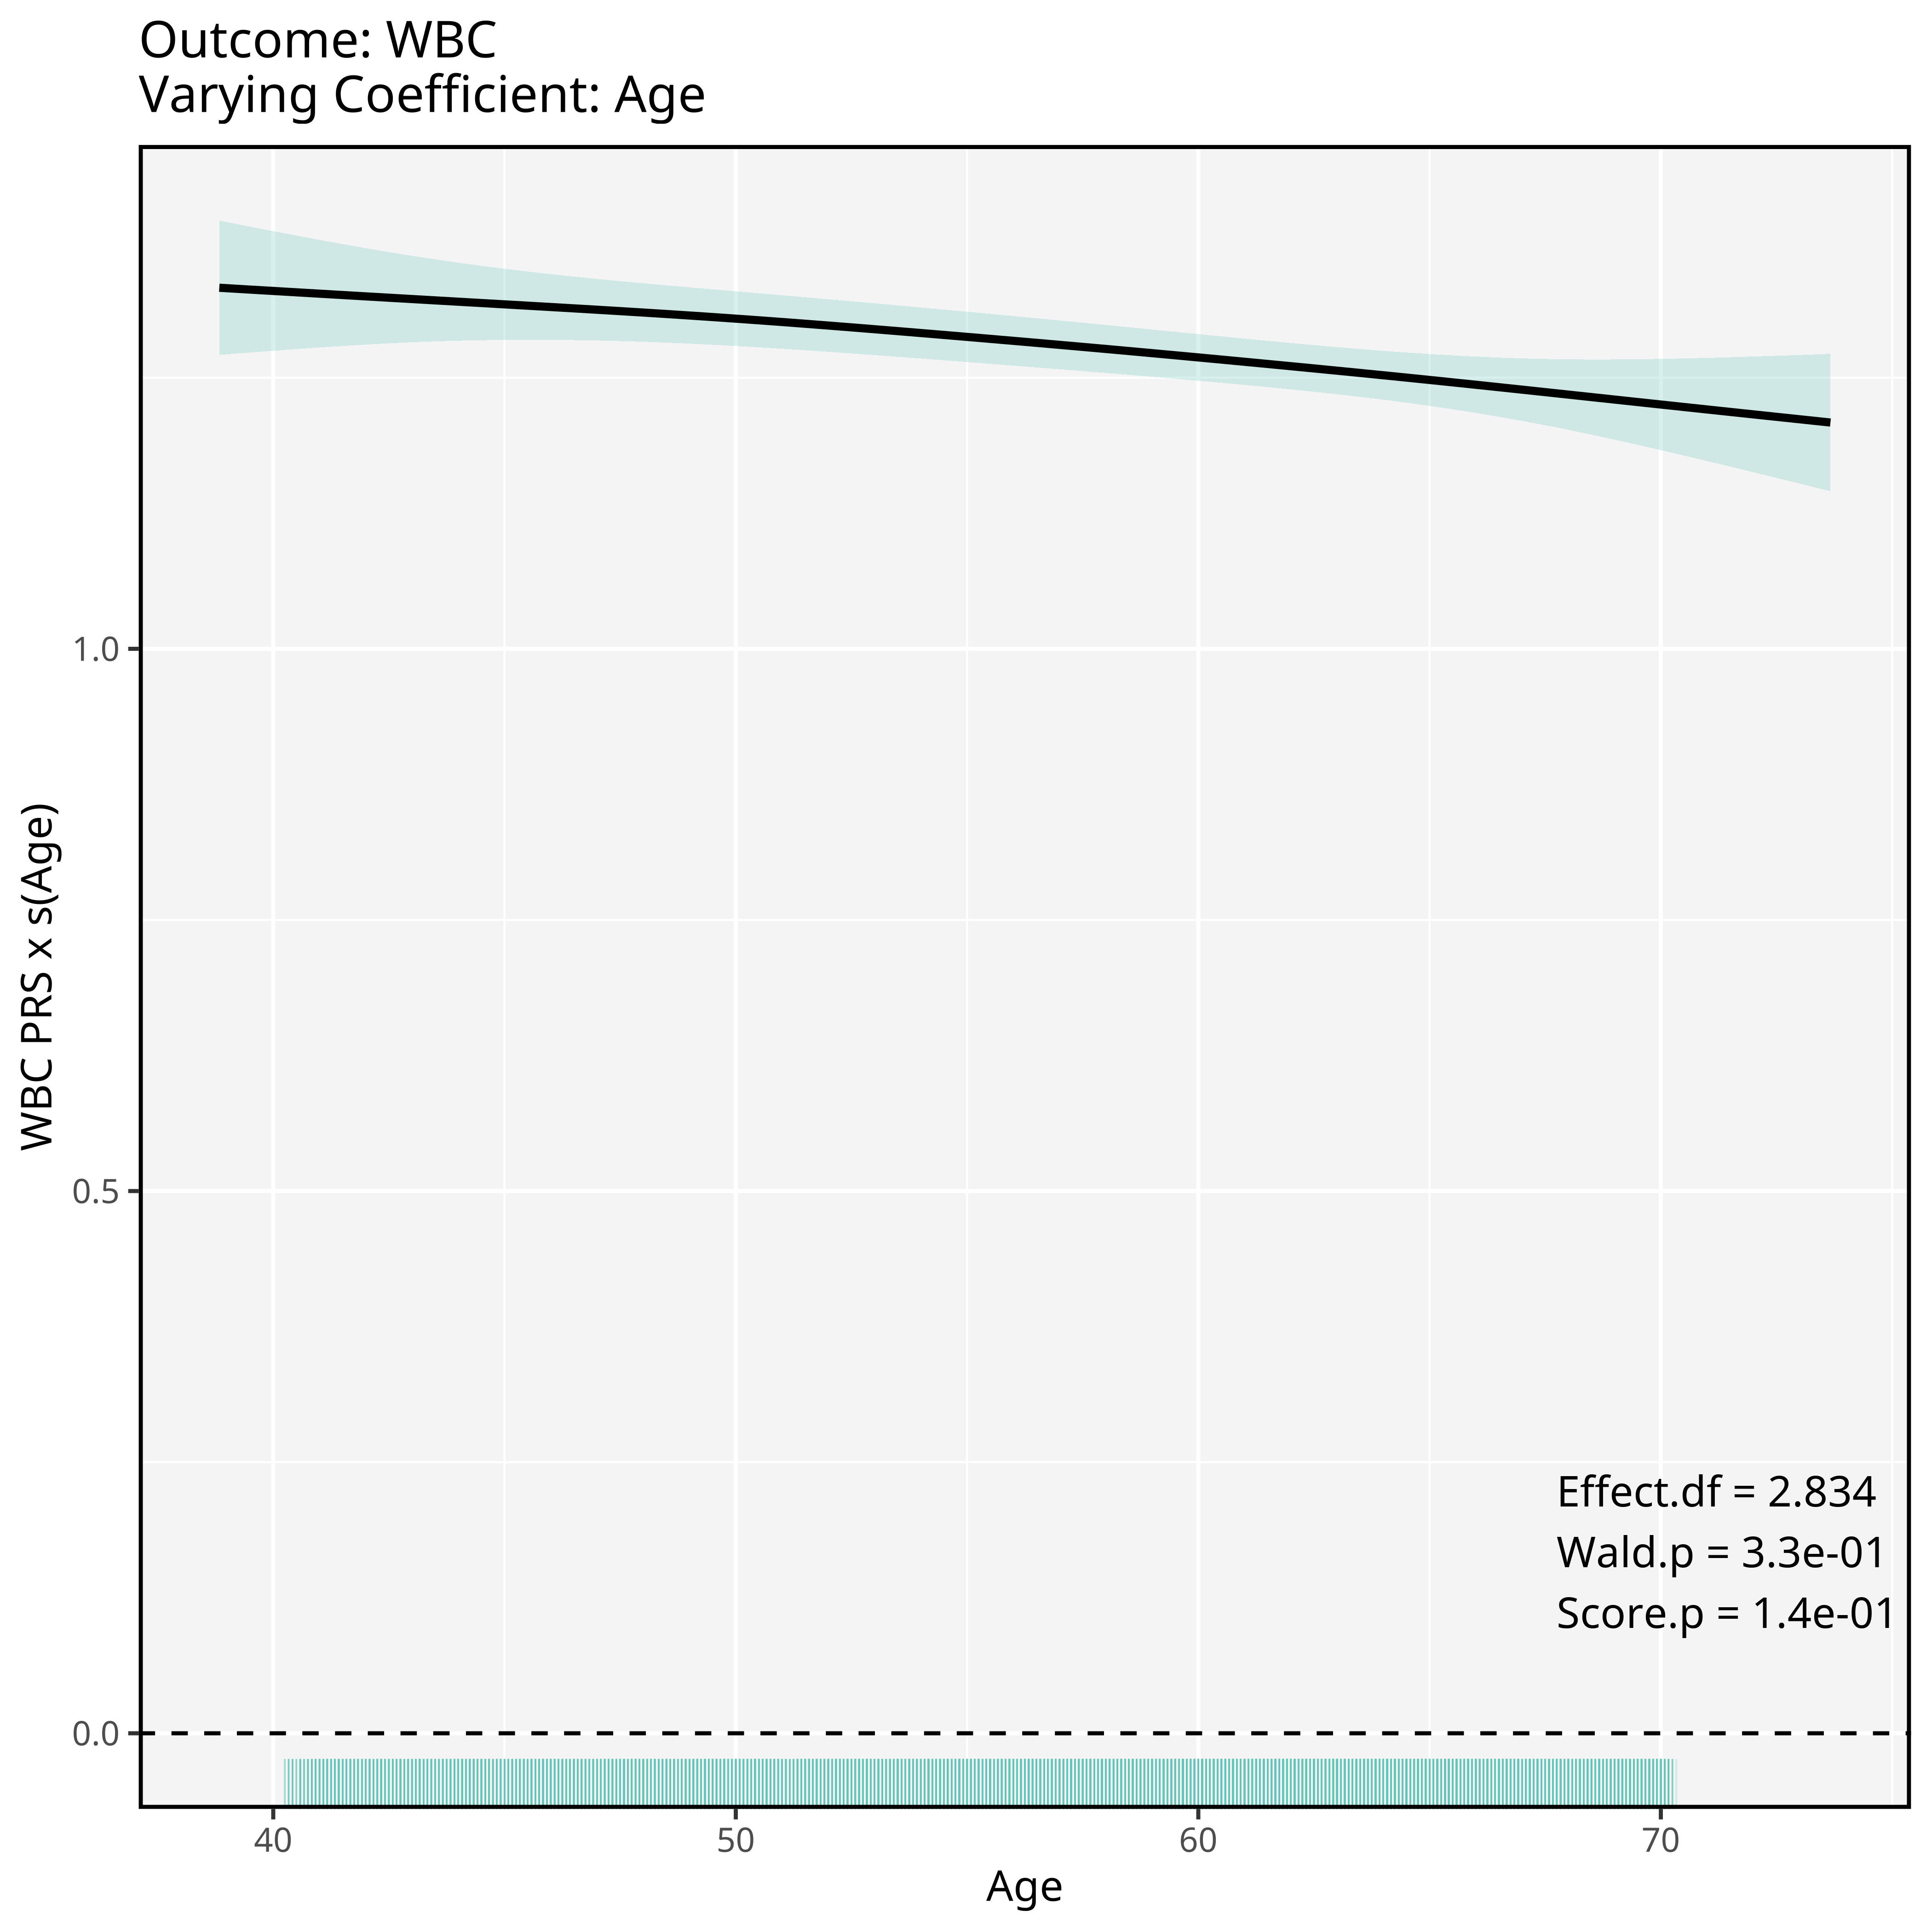 Outcome: WBC
Varying Coefficient: Age
WBC PRS x s(Age)
1.0
0.5
0.0
Effect.df = 2.834
Wald.p = 3.3e-01
Score.p = 1.4e-01
40
50
60
70
Age